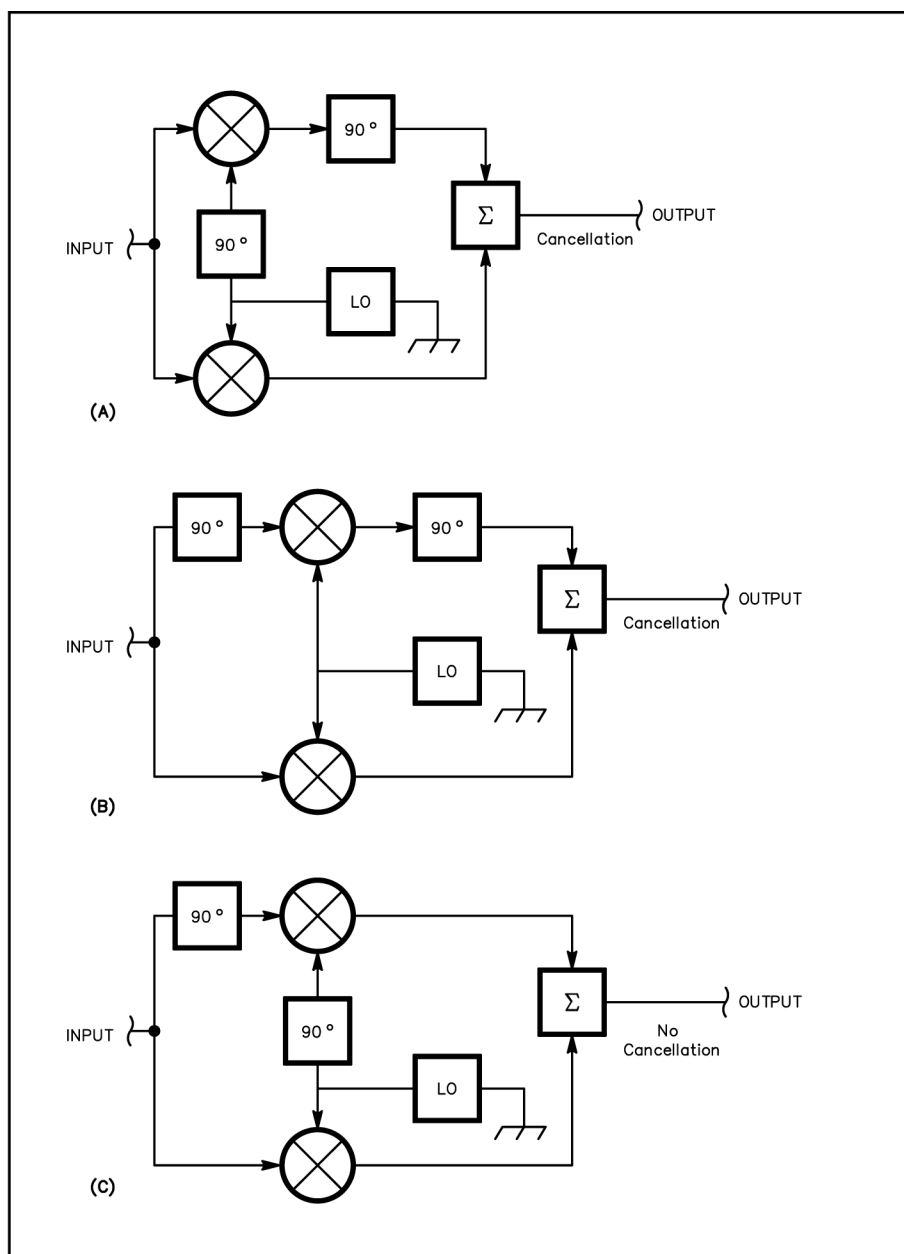 90°
INPUT
90°
Σ
OUTPUT
Cancellation
LO
(A)
90°
90°
Σ
OUTPUT
Cancellation
INPUT
LO
(B)
90°
Σ
OUTPUT
INPUT
90°
No
Cancellation
LO
(C)